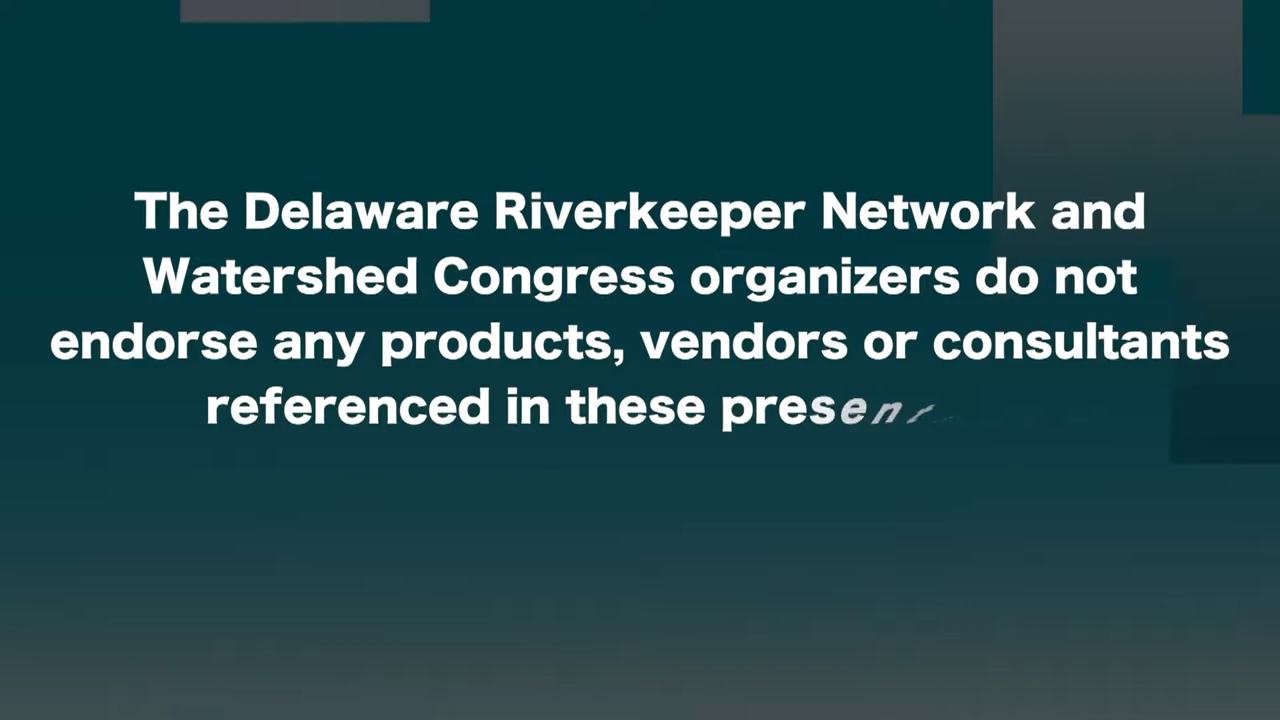 The Delaware Riverkeeper Network and
Watershed Congress organizers do not
endorse any products, vendors or consultants
referenced in these